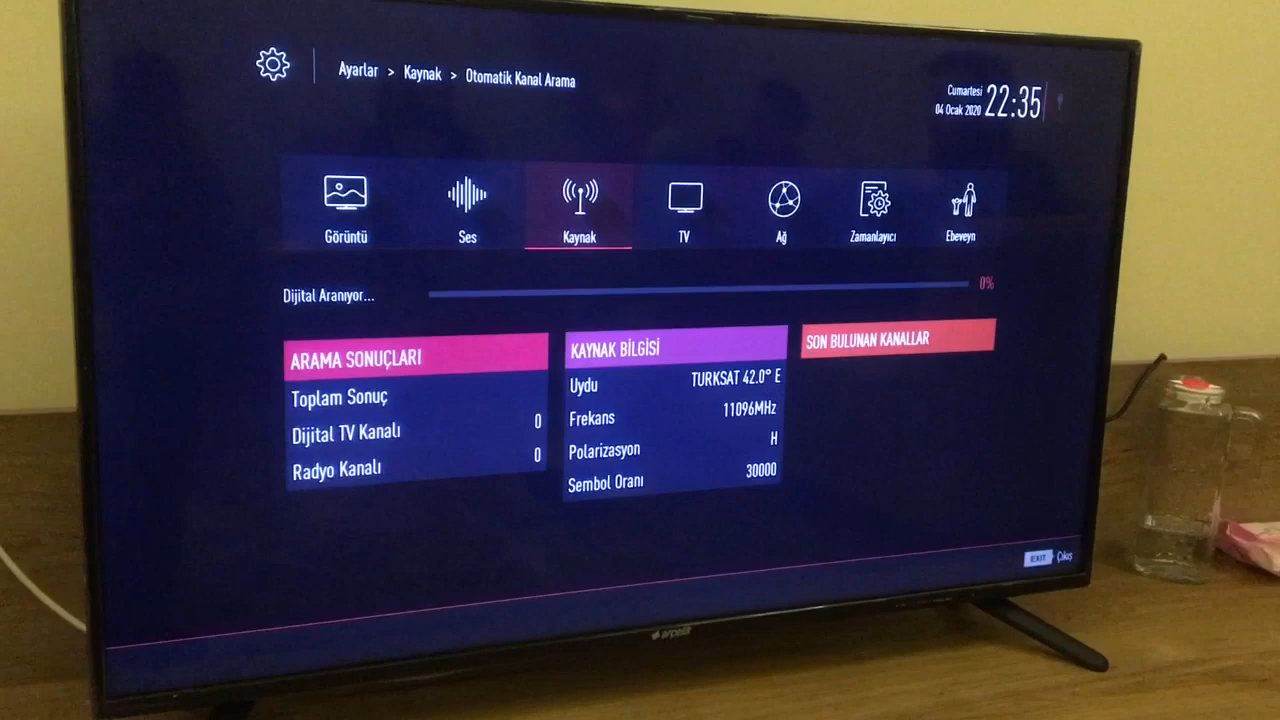 Ayarlar > Kaynak > Otomatik Kanal Arama
Cumartesi
04 Ocak 2020 22:35
Görüntü Ses Kaynak TV Ağ Zamanlayıcı Ebeveyn
Dijital Aranıyor... 0%
ARAMA SONUÇLARI
Toplam Sonuç
Dijital TV Kanalı 0
Radyo Kanalı 0
KAYNAK BİLGİSİ
Uydu TURKSAT 42.0° E
Frekans 11096MHz
Polarizasyon H
Sembol Oranı 30000
SON BULUNAN KANALLAR
EXIT Çıkış
arçelik